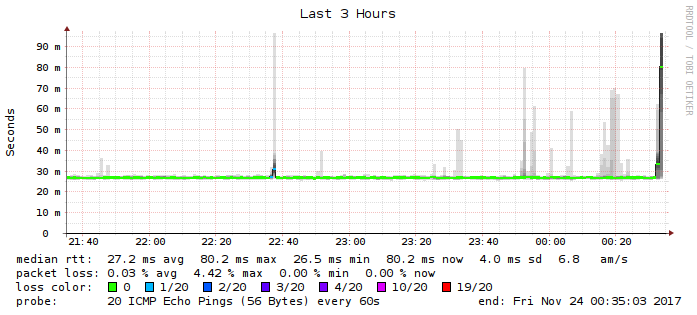 Last 3 Hours
RRDTOOL / TOBI OETIKER
Seconds
90 m
80 m
70 m
60 m
50 m
40 m
30 m
20 m
10 m
0
21:40 22:00 22:20 22:40 23:00 23:20 23:40 00:00 00:20
median rtt: 27.2 ms avg 80.2 ms max 26.5 ms min 80.2 ms now 4.0 ms sd 6.8 am/s
packet loss: 0.03 % avg 4.42 % max 0.00 % min 0.00 % now
loss color: 0 1/20 2/20 3/20 4/20 10/20 19/20
probe: 20 ICMP Echo Pings (56 Bytes) every 60s end: Fri Nov 24 00:35:03 2017